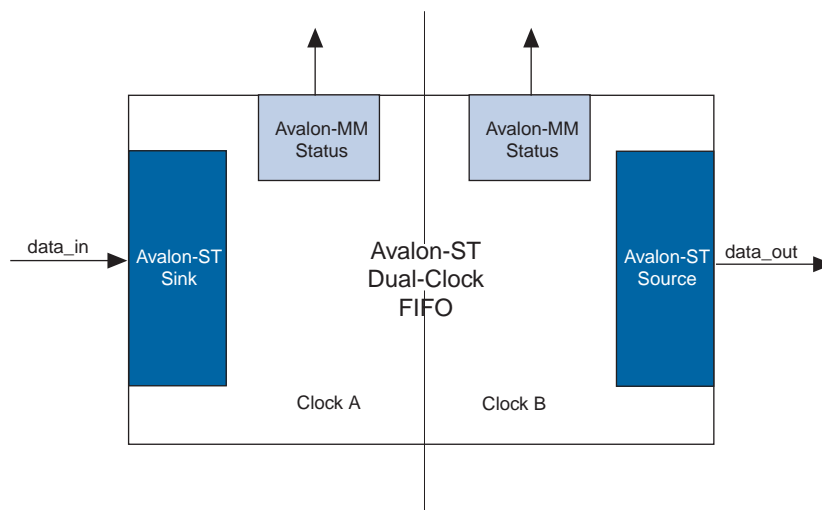 Avalon-MM
Status
Avalon-MM
Status
data_in
Avalon-ST
Sink
Avalon-ST
Dual-Clock
FIFO
Avalon-ST
Source
data_out
Clock A
Clock B